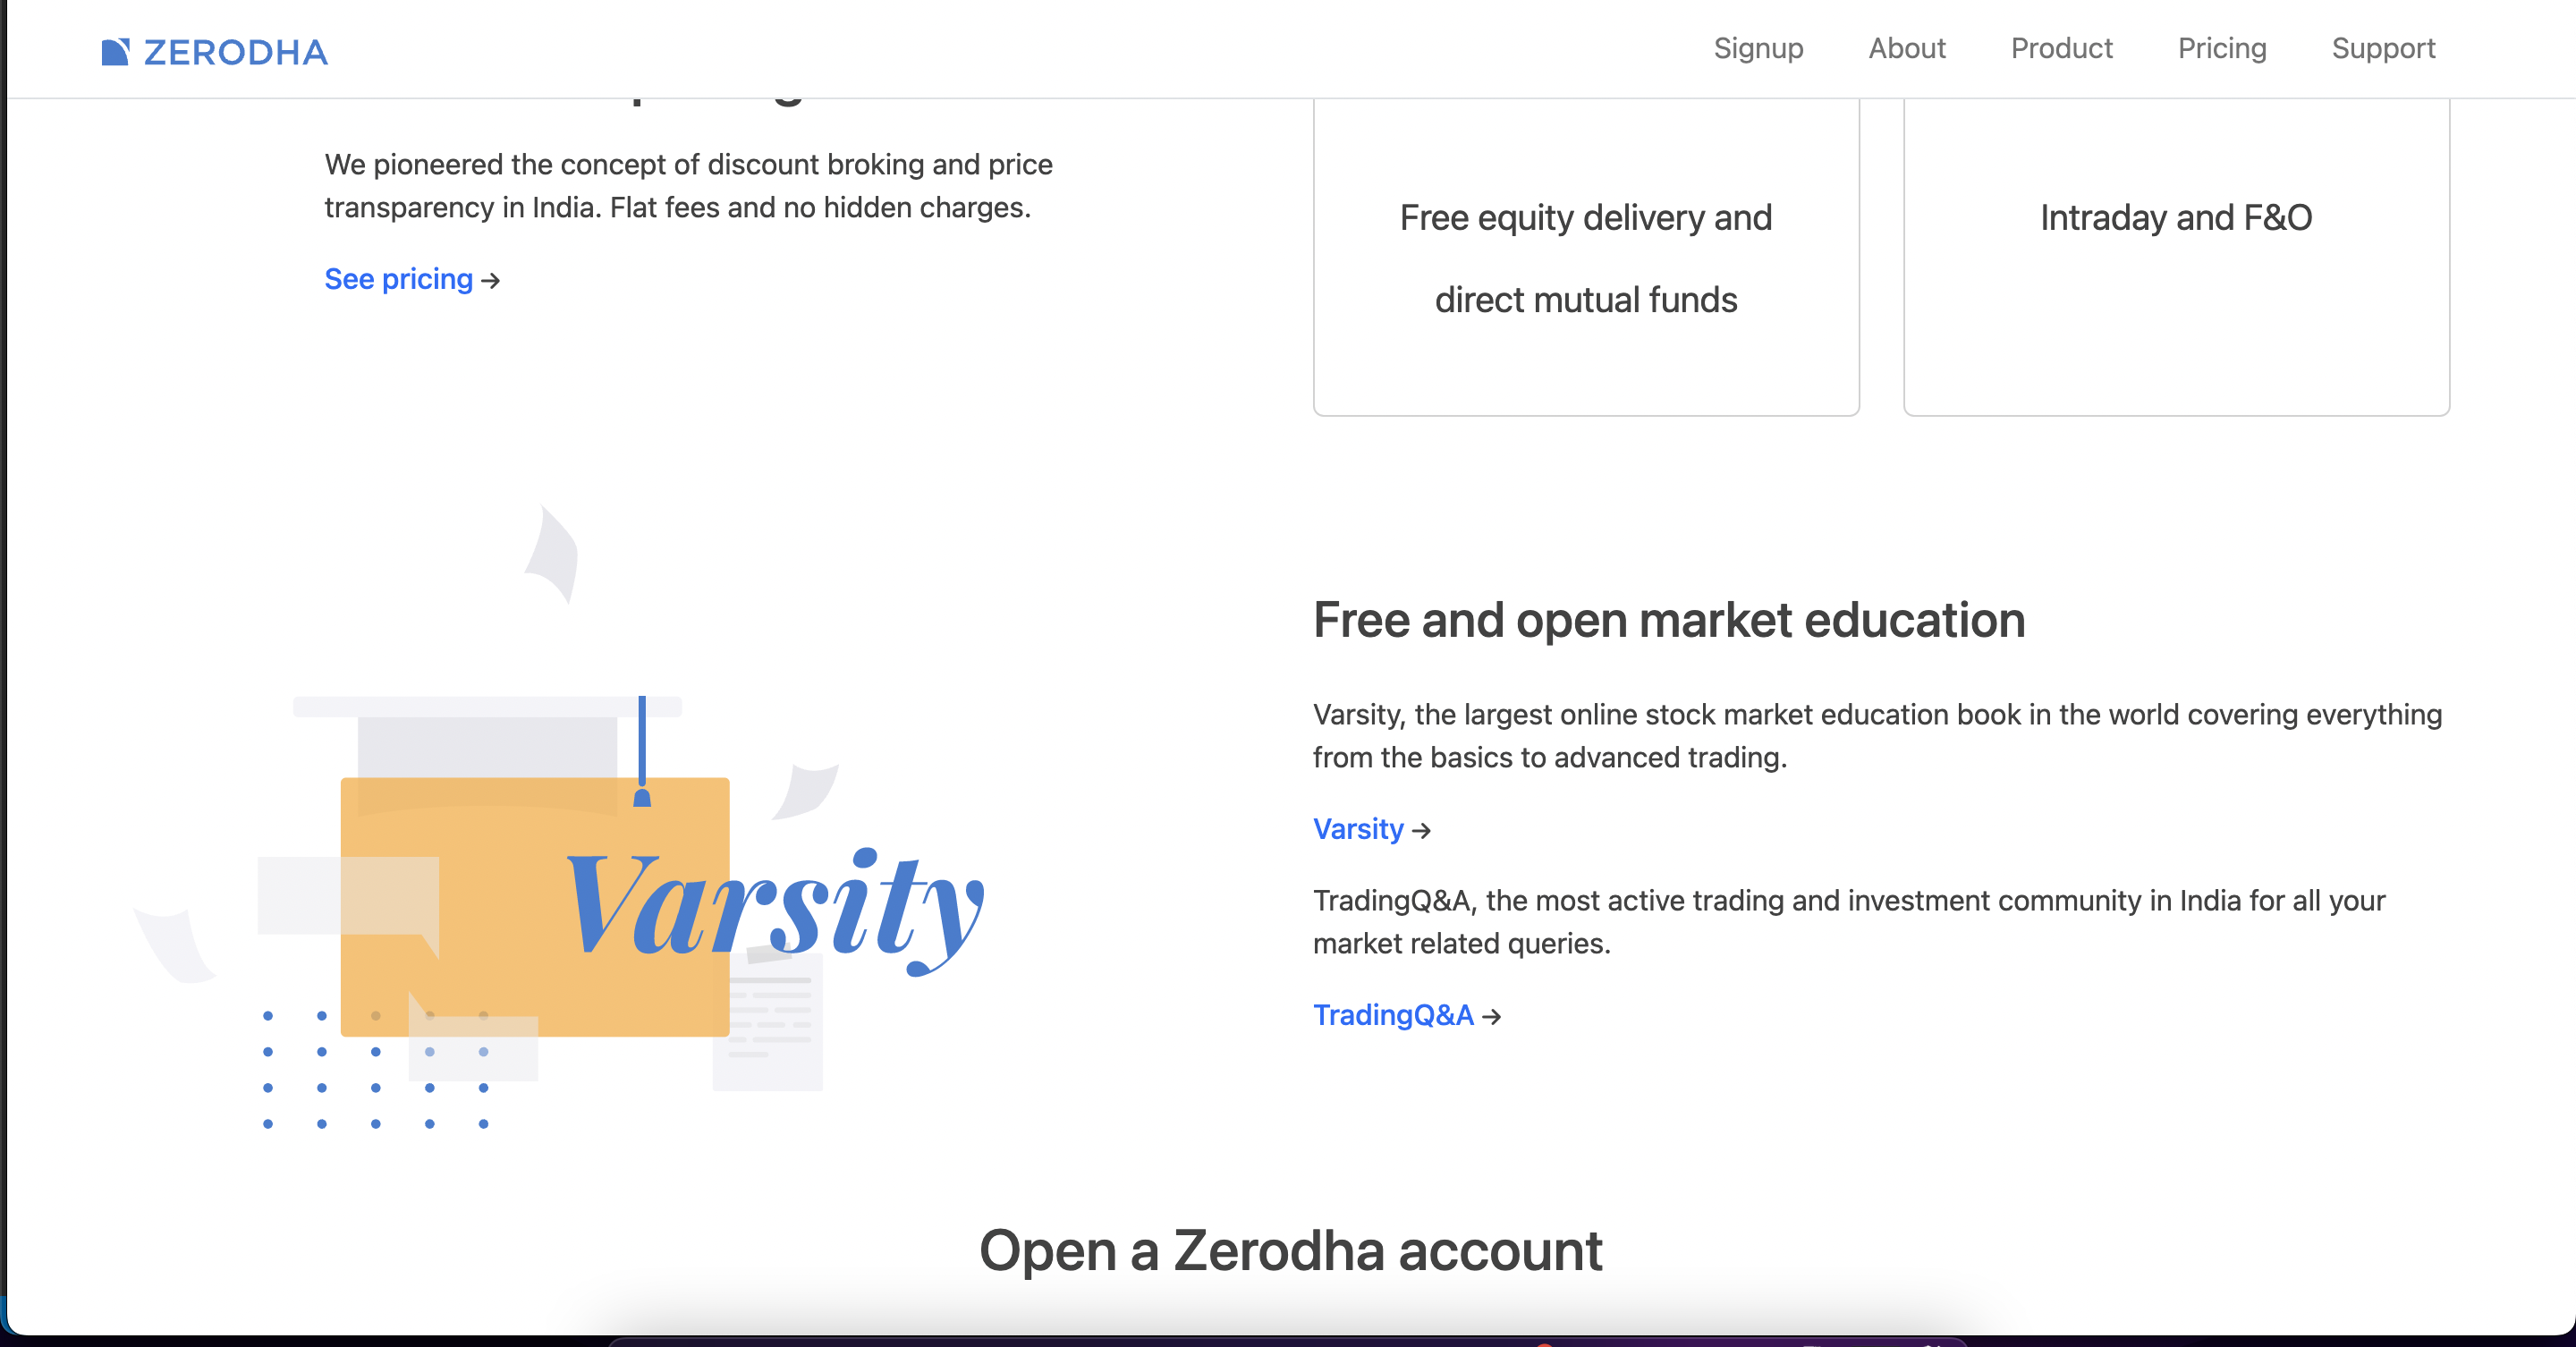 ZERODHA
Signup
About
Product
Pricing
Support
We pioneered the concept of discount broking and price
transparency in India. Flat fees and no hidden charges.
See pricing →
Free equity delivery and
direct mutual funds
Intraday and F&O
Varsity
Free and open market education
Varsity, the largest online stock market education book in the world covering everything
from the basics to advanced trading.
Varsity →
TradingQ&A, the most active trading and investment community in India for all your
market related queries.
TradingQ&A →
Open a Zerodha account